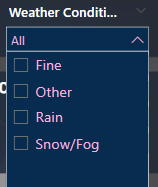 Weather Conditi...
All
Fine
Other
Rain
Snow/Fog